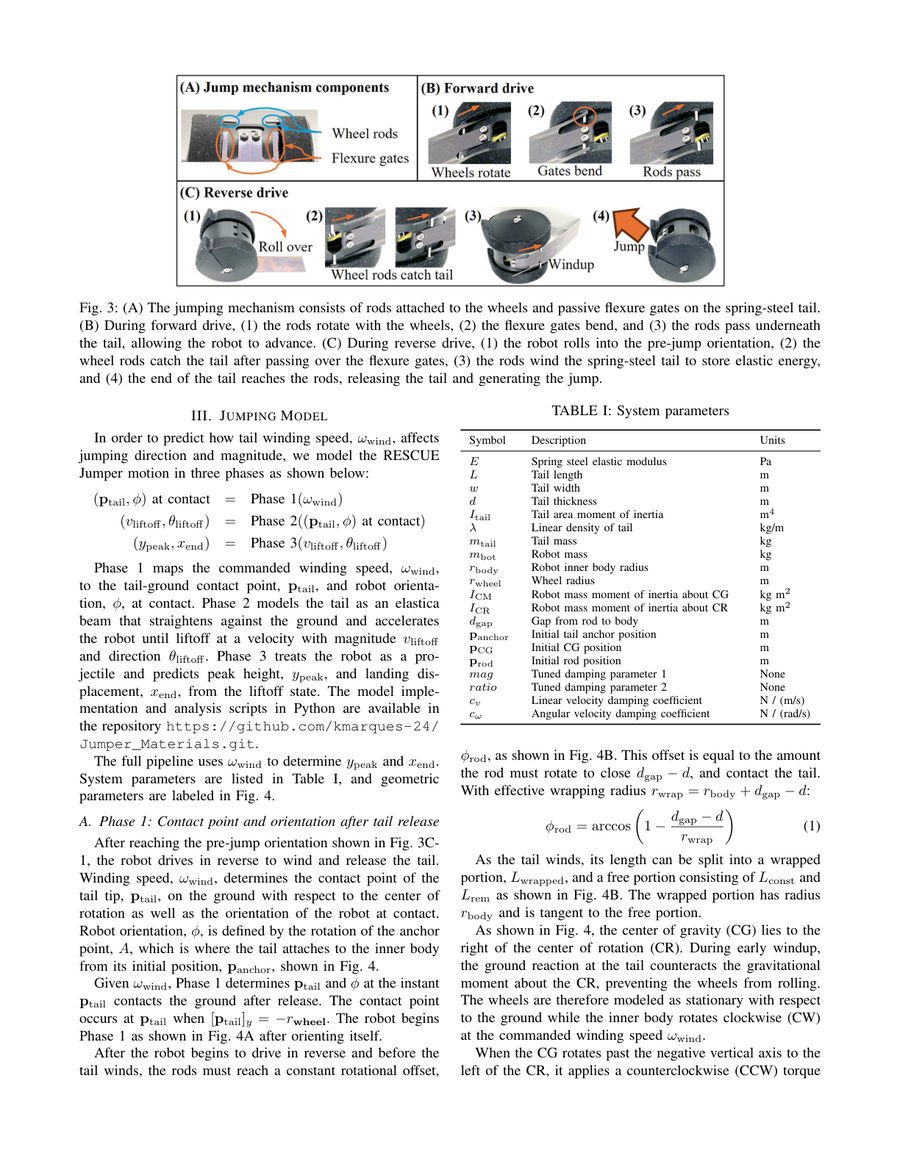 (A) Jump mechanism components
Wheel rods
Flexure gates
(B) Forward drive
(1)
(2)
(3)
Wheels rotate
Gates bend
Rods pass
(C) Reverse drive
(1)
(2)
(3)
(4)
Roll over
Wheel rods catch tail
Windup
Jump
Fig. 3: (A) The jumping mechanism consists of rods attached to the wheels and passive flexure gates on the spring-steel tail.
(B) During forward drive, (1) the rods rotate with the wheels, (2) the flexure gates bend, and (3) the rods pass underneath
the tail, allowing the robot to advance. (C) During reverse drive, (1) the robot rolls into the pre-jump orientation, (2) the
wheel rods catch the tail after passing over the flexure gates, (3) the rods wind the spring-steel tail to store elastic energy,
and (4) the end of the tail reaches the rods, releasing the tail and generating the jump.
III. JUMPING MODEL
In order to predict how tail winding speed, ω_wind, affects
jumping direction and magnitude, we model the RESCUE
Jumper motion in three phases as shown below:
(p_tail, ϕ) at contact = Phase 1(ω_wind)
(v_liftoff, θ_liftoff) = Phase 2((p_tail, ϕ) at contact)
(y_peak, x_end) = Phase 3(v_liftoff, θ_liftoff)
Phase 1 maps the commanded winding speed, ω_wind,
to the tail-ground contact point, p_tail, and robot orienta-
tion, ϕ, at contact. Phase 2 models the tail as an elastica
beam that straightens against the ground and accelerates
the robot until liftoff at a velocity with magnitude v_liftoff
and direction θ_liftoff. Phase 3 treats the robot as a pro-
jectile and predicts peak height, y_peak, and landing dis-
placement, x_end, from the liftoff state. The model imple-
mentation and analysis scripts in Python are available in
the repository https://github.com/kmarques-24/
Jumper_Materials.git.
The full pipeline uses ω_wind to determine y_peak and x_end.
System parameters are listed in Table I, and geometric
parameters are labeled in Fig. 4.
A. Phase 1: Contact point and orientation after tail release
After reaching the pre-jump orientation shown in Fig. 3C-
1, the robot drives in reverse to wind and release the tail.
Winding speed, ω_wind, determines the contact point of the
tail tip, p_tail, on the ground with respect to the center of
rotation as well as the orientation of the robot at contact.
Robot orientation, ϕ, is defined by the rotation of the anchor
point, A, which is where the tail attaches to the inner body
from its initial position, p_anchor, shown in Fig. 4.
Given ω_wind, Phase 1 determines p_tail and ϕ at the instant
p_tail contacts the ground after release. The contact point
occurs at p_tail when [p_tail]_y = −r_wheel. The robot begins
Phase 1 as shown in Fig. 4A after orienting itself.
After the robot begins to drive in reverse and before the
tail winds, the rods must reach a constant rotational offset,
TABLE I: System parameters
Symbol Description Units
E Spring steel elastic modulus Pa
L Tail length m
w Tail width m
d Tail thickness m
I_tail Tail area moment of inertia m^4
λ Linear density of tail kg/m
m_tail Tail mass kg
m_bot Robot mass kg
r_body Robot inner body radius m
r_wheel Wheel radius m
I_CM Robot mass moment of inertia about CG kg m^2
I_CR Robot mass moment of inertia about CR kg m^2
d_gap Gap from rod to body m
p_anchor Initial tail anchor position m
p_CG Initial CG position m
p_rod Initial rod position m
mag Tuned damping parameter 1 None
ratio Tuned damping parameter 2 None
c_v Linear velocity damping coefficient N / (m/s)
c_ω Angular velocity damping coefficient N / (rad/s)
ϕ_rod, as shown in Fig. 4B. This offset is equal to the amount
the rod must rotate to close d_gap − d, and contact the tail.
With effective wrapping radius r_wrap = r_body + d_gap − d:
ϕ_rod = arccos (1 − (d_gap − d)/r_wrap) (1)
As the tail winds, its length can be split into a wrapped
portion, L_wrapped, and a free portion consisting of L_const and
L_rem as shown in Fig. 4B. The wrapped portion has radius
r_body and is tangent to the free portion.
As shown in Fig. 4, the center of gravity (CG) lies to the
right of the center of rotation (CR). During early windup,
the ground reaction at the tail counteracts the gravitational
moment about the CR, preventing the wheels from rolling.
The wheels are therefore modeled as stationary with respect
to the ground while the inner body rotates clockwise (CW)
at the commanded winding speed ω_wind.
When the CG rotates past the negative vertical axis to the
left of the CR, it applies a counterclockwise (CCW) torque